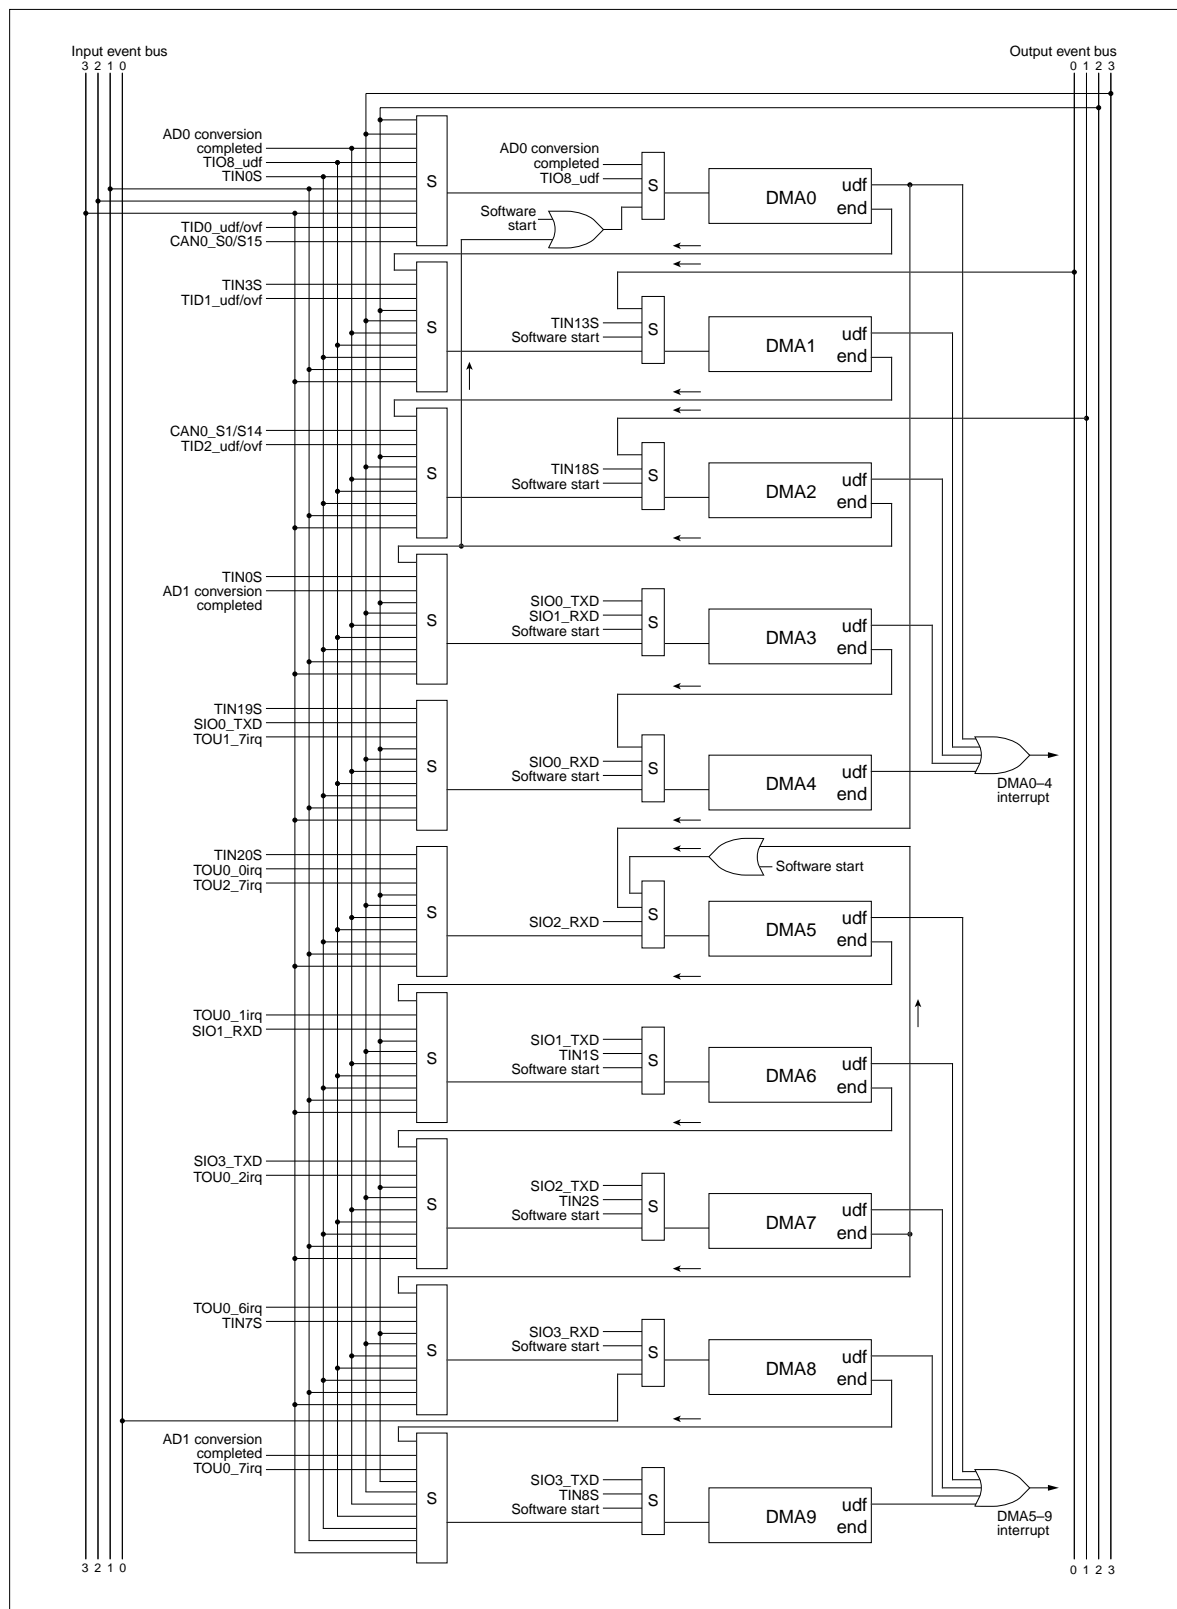 Input event bus
3 2 1 0
Output event bus
0 1 2 3
AD0 conversion
completed
TIO8_udf
TIN0S
TID0_udf/ovf
CAN0_S0/S15
S
AD0 conversion
completed
TIO8_udf
Software
start
S
DMA0
udf
end
TIN3S
TID1_udf/ovf
S
TIN13S
Software start
S
DMA1
udf
end
CAN0_S1/S14
TID2_udf/ovf
S
TIN18S
Software start
S
DMA2
udf
end
TIN0S
AD1 conversion
completed
S
SIO0_TXD
SIO1_RXD
Software start
S
DMA3
udf
end
TIN19S
SIO0_TXD
TOU1_7irq
S
SIO0_RXD
Software start
S
DMA4
udf
end
DMA0–4
interrupt
TIN20S
TOU0_0irq
TOU2_7irq
S
Software start
SIO2_RXD
S
DMA5
udf
end
TOU0_1irq
SIO1_RXD
S
SIO1_TXD
TIN1S
Software start
S
DMA6
udf
end
SIO3_TXD
TOU0_2irq
S
SIO2_TXD
TIN2S
Software start
S
DMA7
udf
end
TOU0_6irq
TIN7S
S
SIO3_RXD
Software start
S
DMA8
udf
end
AD1 conversion
completed
TOU0_7irq
S
SIO3_TXD
TIN8S
Software start
S
DMA9
udf
end
DMA5–9
interrupt
3 2 1 0
0 1 2 3